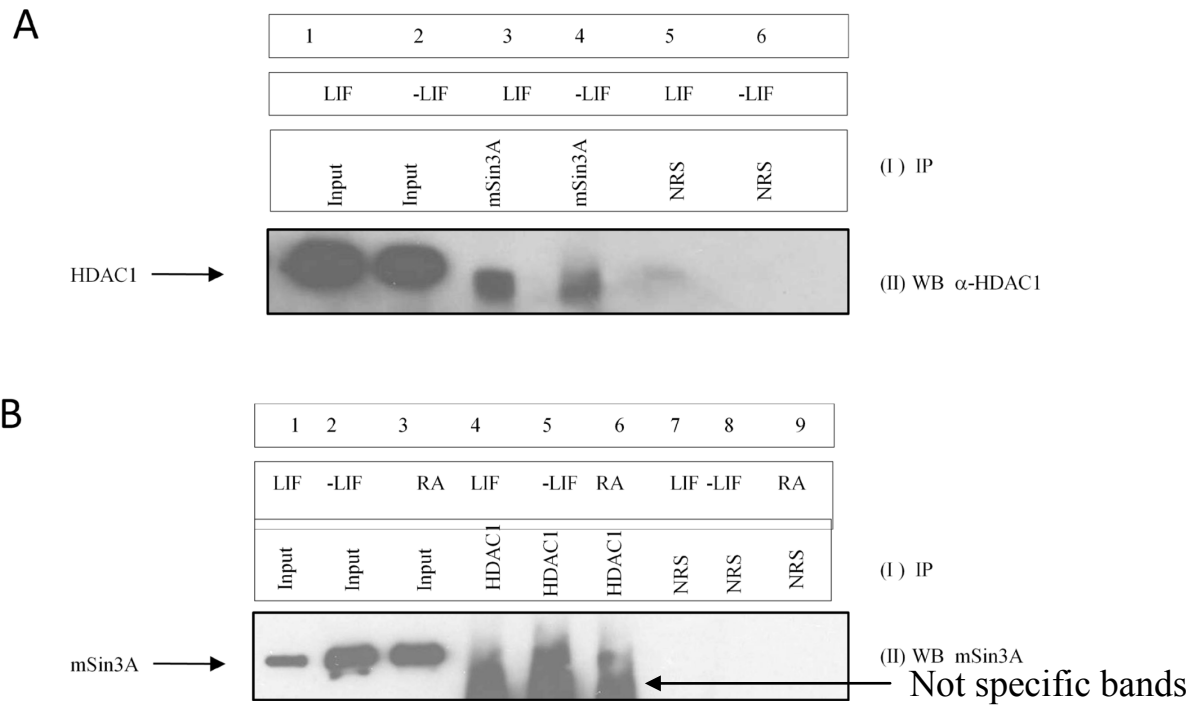 A
1 2 3 4 5 6
LIF -LIF LIF -LIF LIF -LIF
Input Input mSin3A mSin3A NRS NRS
(I ) IP
HDAC1
(II) WB α-HDAC1
B
1 2 3 4 5 6 7 8 9
LIF -LIF RA LIF -LIF RA LIF -LIF RA
Input Input Input HDAC1 HDAC1 HDAC1 NRS NRS NRS
(I ) IP
mSin3A
(II) WB mSin3A
Not specific bands